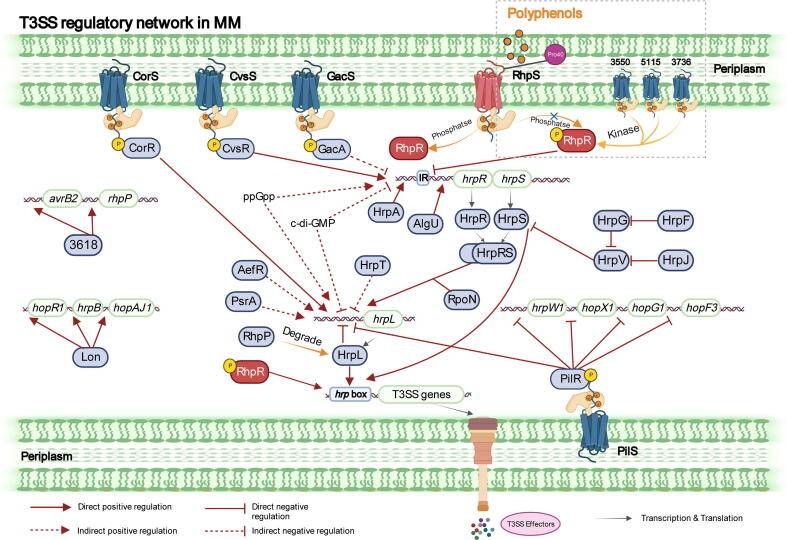 T3SS regulatory network in MM
Polyphenols
Pro40
CorS
CvsS
GacS
RhpS
3550
5115
3736
Periplasm
Phosphatse
Phosphatse
Kinase
P
CorR
P
CvsR
P
GacA
RhpR
P
RhpR
IR
hrpR
hrpS
avrB2
rhpP
3618
ppGpp
c-di-GMP
HrpA
AlgU
HrpR
HrpS
HrpRS
HrpG
HrpF
HrpV
HrpJ
AefR
HrpT
PsrA
RpoN
hopR1
hrpB
hopAJ1
Lon
hrpL
hrpW1
hopX1
hopG1
hopF3
RhpP
Degrade
HrpL
P
RhpR
PilR
P
hrp box
T3SS genes
PilS
Periplasm
Direct positive regulation
Direct negative
regulation
Indirect positive regulation
Indirect negative regulation
T3SS Effectors
Transcription & Translation